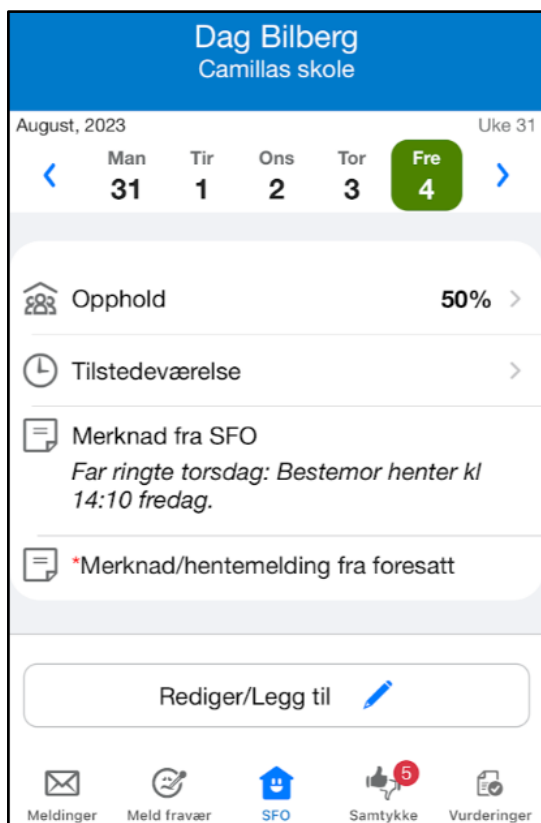 Dag Bilberg
Camillas skole
August, 2023 Uke 31
Man Tir Ons Tor Fre
31 1 2 3 4
Opphold 50%
Tilstedeværelse
Merknad fra SFO
Far ringte torsdag: Bestemor henter kl
14:10 fredag.
*Merknad/hentemelding fra foresatt
Rediger/Legg til
5
Meldinger Meld fravær SFO Samtykke Vurderinger